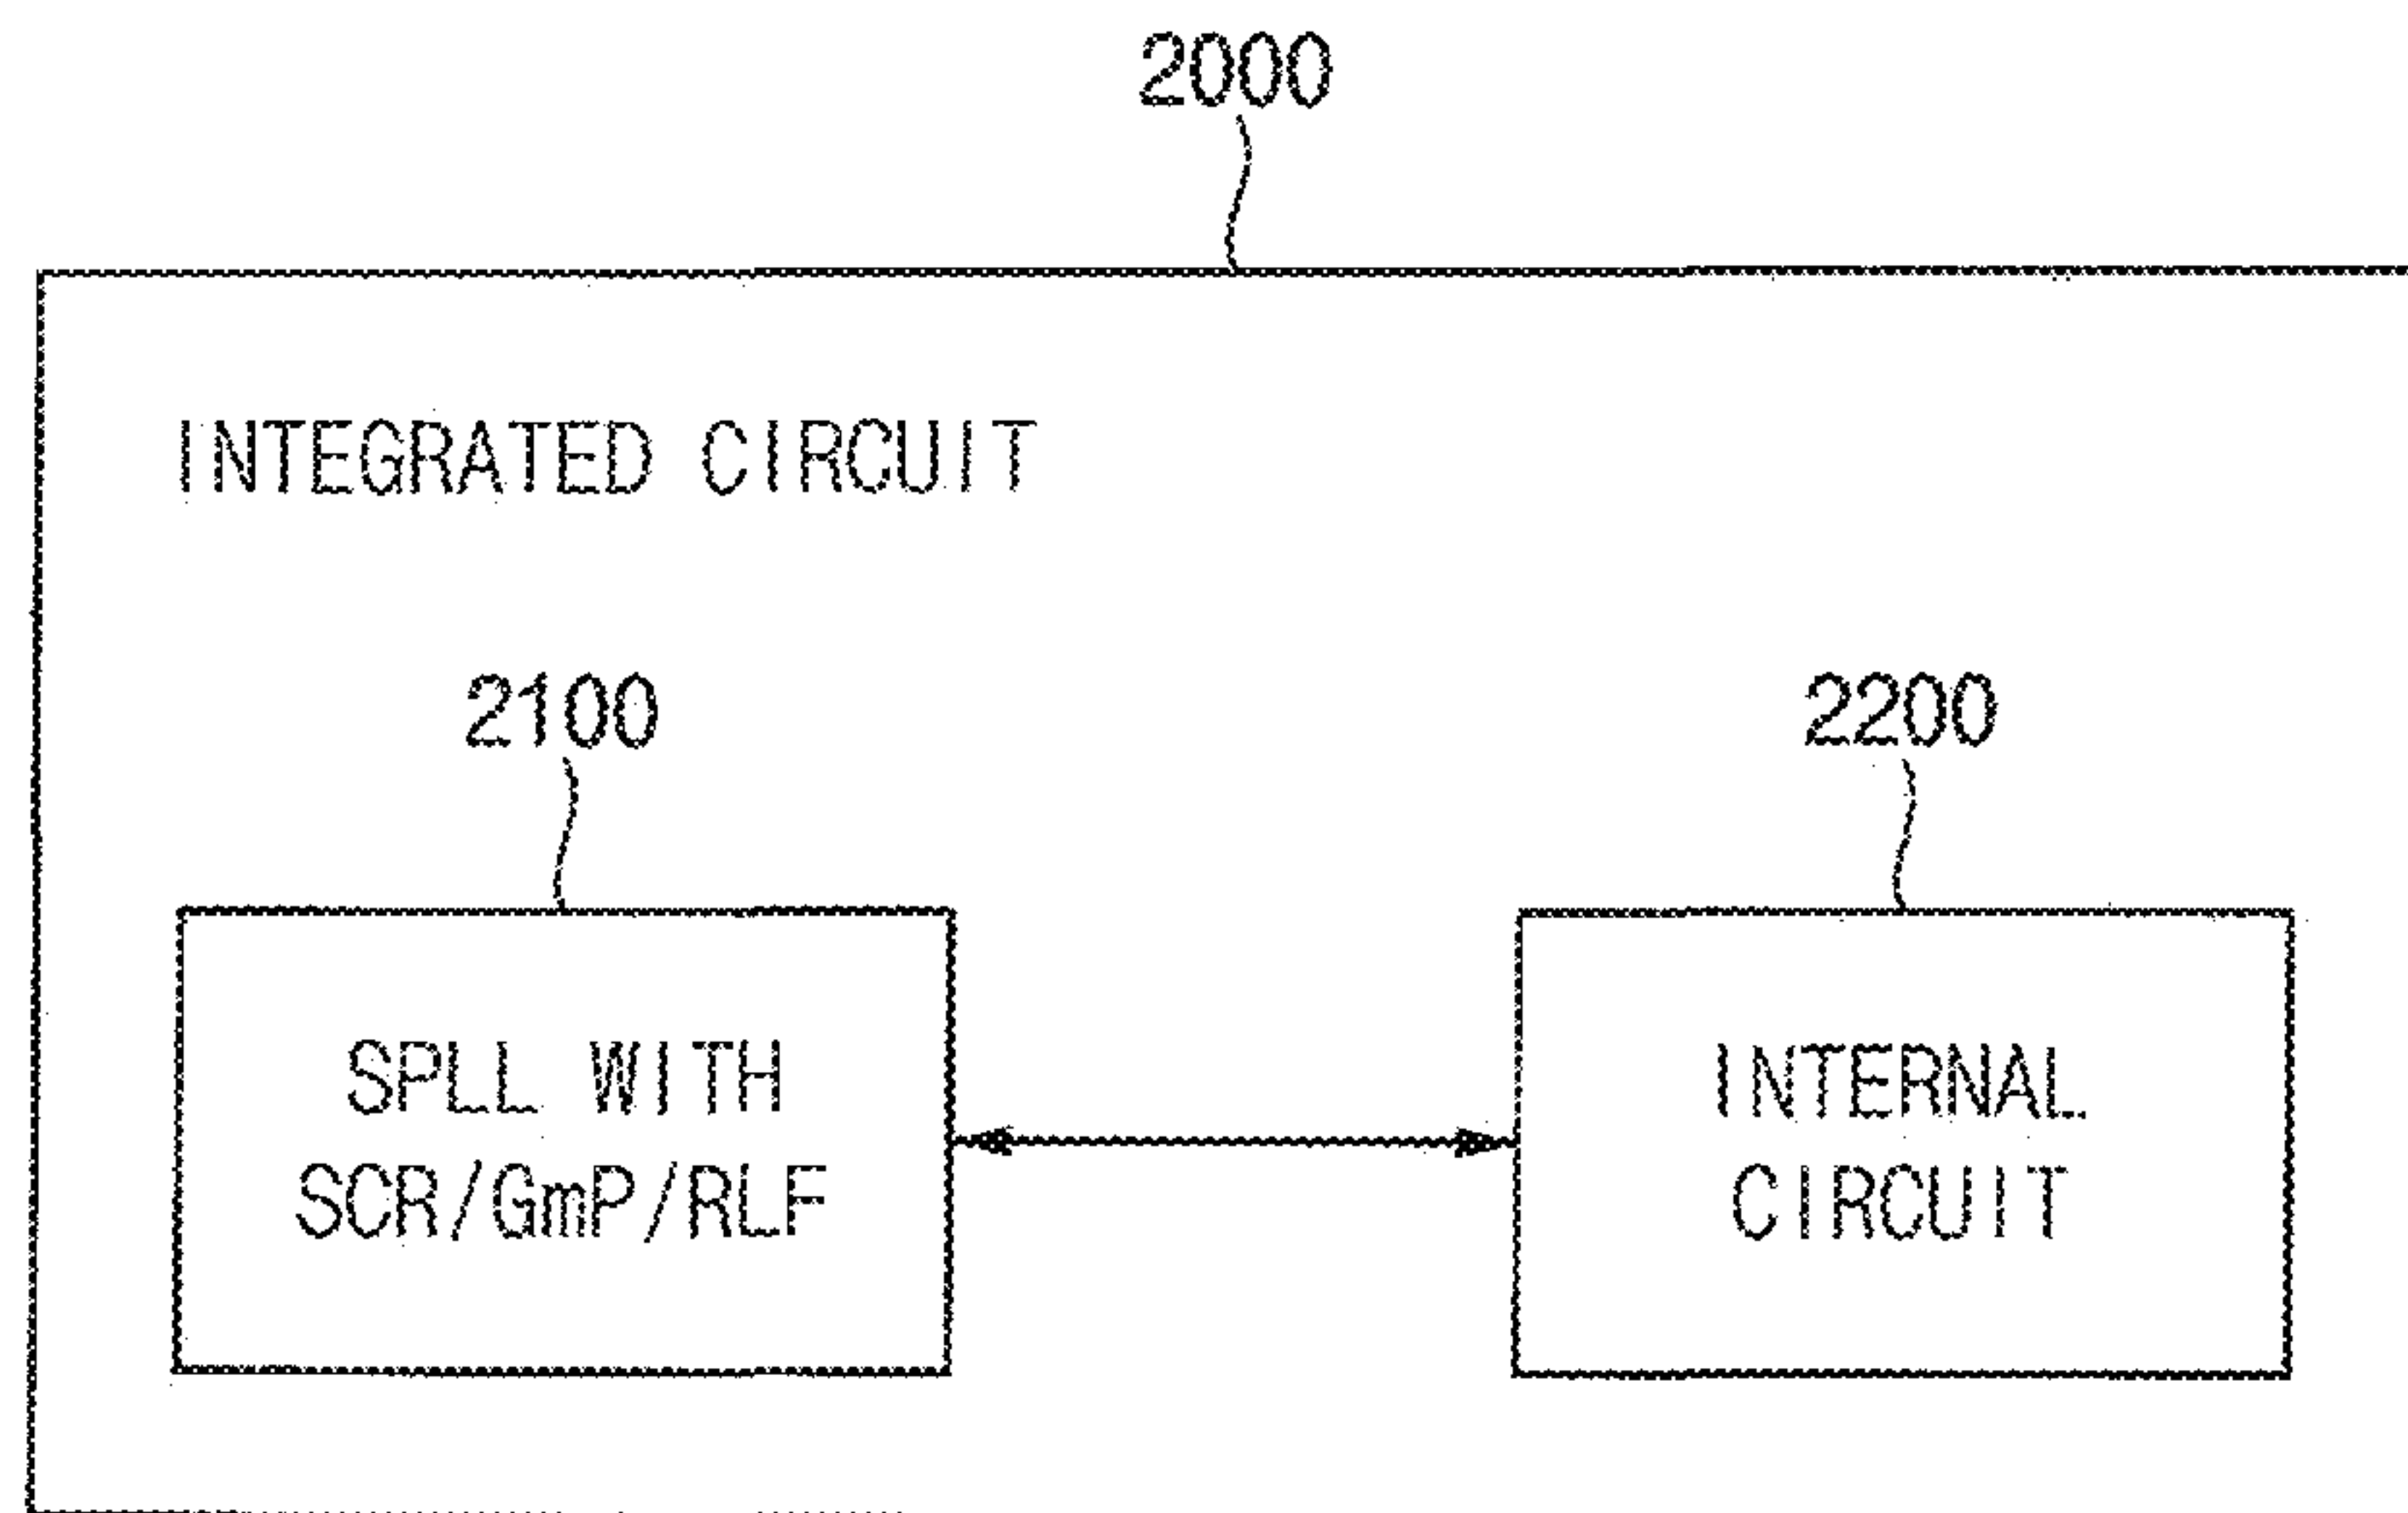 2000
INTEGRATED CIRCUIT
2100
2200
SPLL WITH
SCR/GmP/RLF
INTERNAL
CIRCUIT